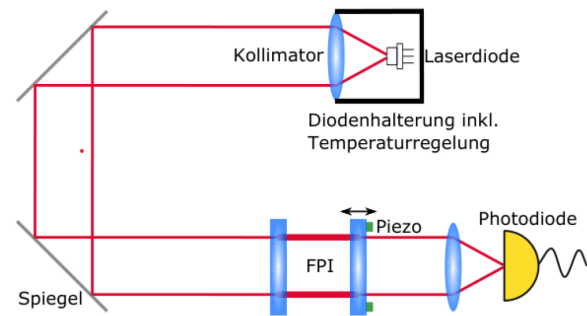 Kollimator
Laserdiode
Diodenhalterung inkl.
Temperaturregelung
Piezo
Photodiode
FPI
Spiegel